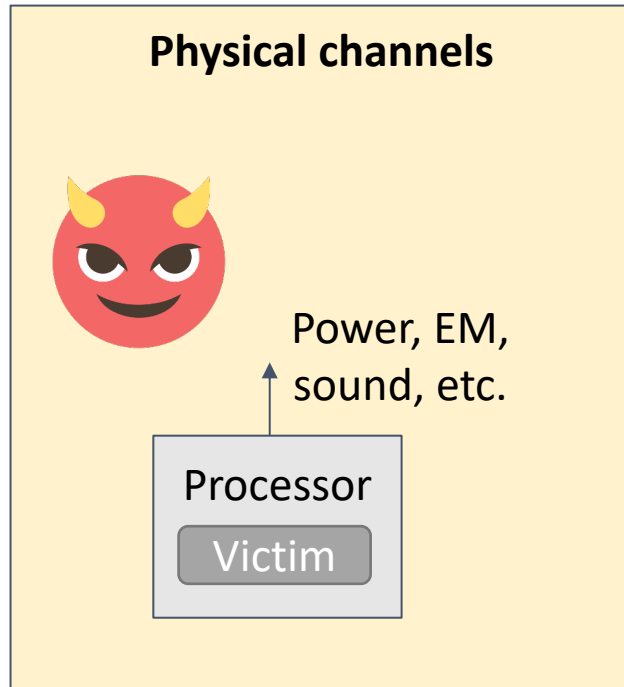 Physical channels
Power, EM,
sound, etc.
Processor
Victim